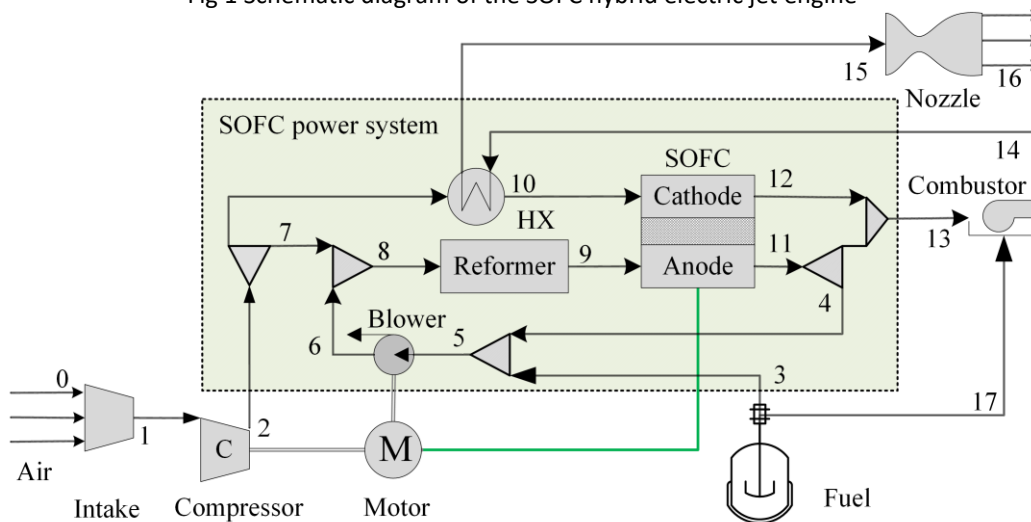 Fig 1 Schematic diagram of the SOFC hybrid electric jet engine
15
16
Nozzle
SOFC power system
14
SOFC
10
12
Combustor
Cathode
HX
13
7
8
9
11
Reformer
Anode
4
Blower
6
5
3
0
17
1
2
C
M
Air
Fuel
Intake
Compressor
Motor